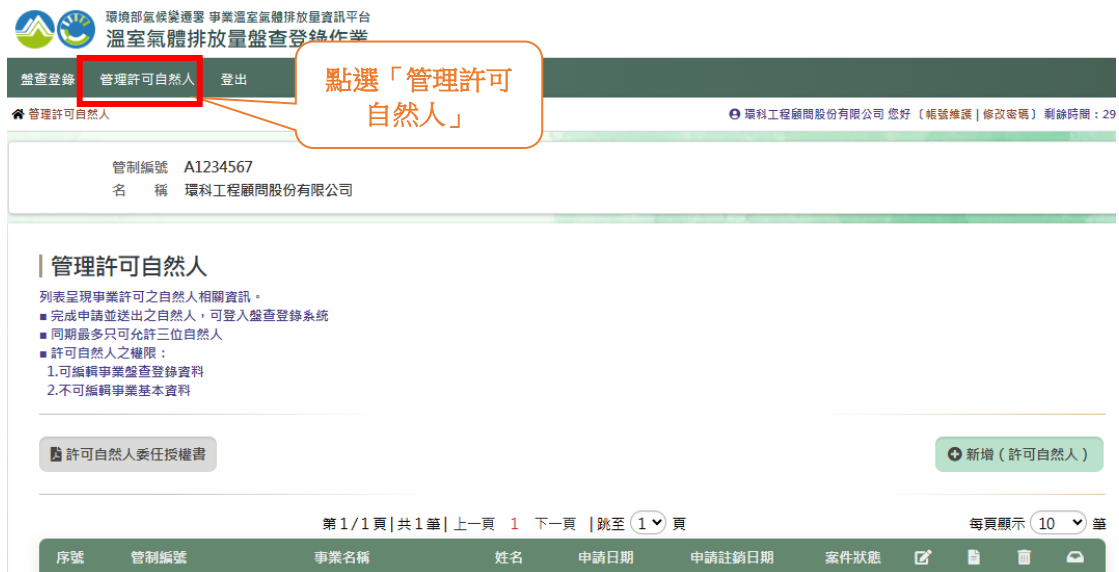 環境部氣候變遷署 事業溫室氣體排放量資訊平台
溫室氣體排放量盤查登錄作業
盤查登錄 管理許可自然人 登出
點選「管理許可
自然人」
管理許可自然人
環科工程顧問股份有限公司 您好〔帳號維護 | 修改密碼〕剩餘時間：29
管制編號 A1234567
名 稱 環科工程顧問股份有限公司
管理許可自然人
列表呈現事業許可之自然人相關資訊。
■ 完成申請並送出之自然人，可登入盤查登錄系統
■ 同期最多只可允許三位自然人
■ 許可自然人之權限：
1.可編輯事業盤查登錄資料
2.不可編輯事業基本資料
許可自然人委任授權書
新增（許可自然人）
第 1 / 1 頁 | 共 1 筆 | 上一頁 1 下一頁 | 跳至 1 頁
每頁顯示 10 筆
序號 管制編號 事業名稱 姓名 申請日期 申請註銷日期 案件狀態